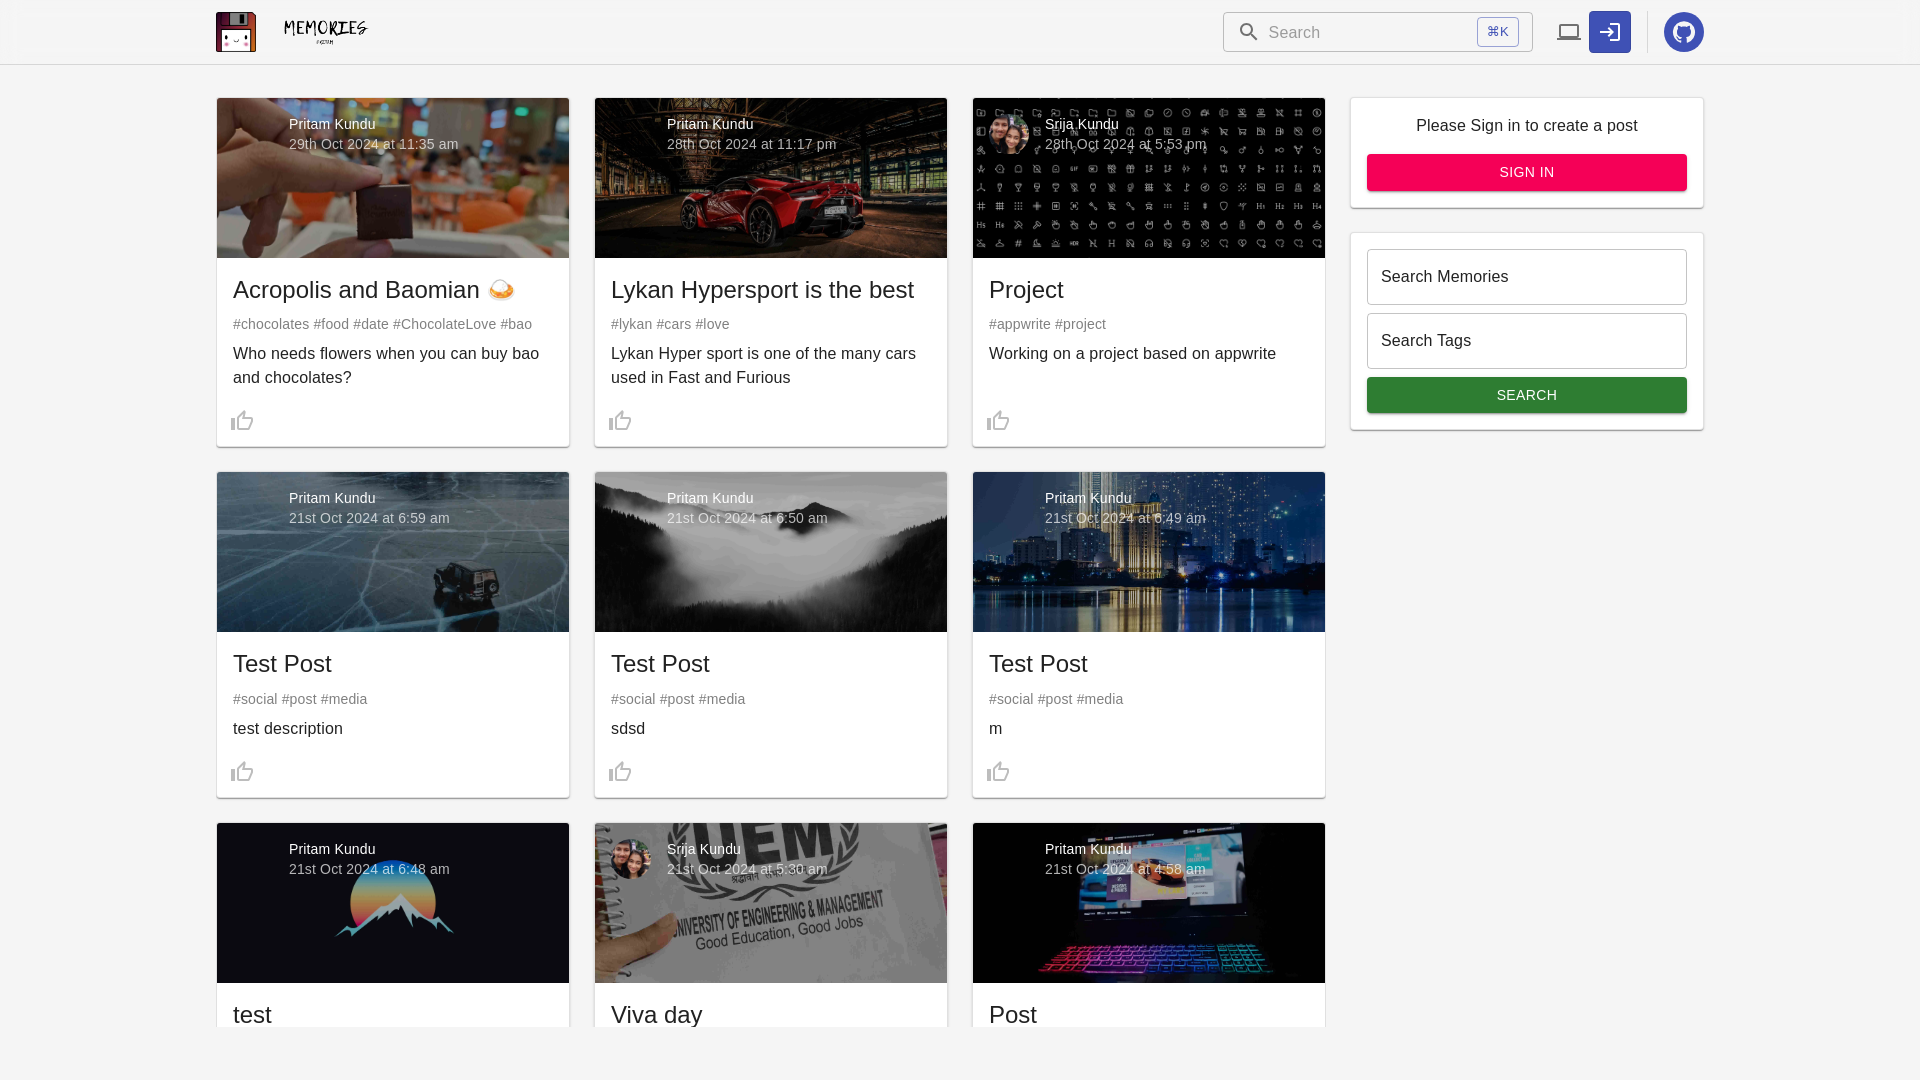 MEMORIES
Search
⌘K
Pritam Kundu
29th Oct 2024 at 11:35 am
Acropolis and Baomian 🍛
#chocolates #food #date #ChocolateLove #bao
Who needs flowers when you can buy bao
and chocolates?
Pritam Kundu
28th Oct 2024 at 11:17 pm
Lykan Hypersport is the best
#lykan #cars #love
Lykan Hyper sport is one of the many cars
used in Fast and Furious
Srija Kundu
28th Oct 2024 at 5:53 pm
Project
#appwrite #project
Working on a project based on appwrite
Please Sign in to create a post
SIGN IN
Search Memories
Search Tags
SEARCH
Pritam Kundu
21st Oct 2024 at 6:59 am
Test Post
#social #post #media
test description
Pritam Kundu
21st Oct 2024 at 6:50 am
Test Post
#social #post #media
sdsd
Pritam Kundu
21st Oct 2024 at 6:49 am
Test Post
#social #post #media
m
Pritam Kundu
21st Oct 2024 at 6:48 am
test
Srija Kundu
21st Oct 2024 at 5:30 am
UEM
UNIVERSITY OF ENGINEERING & MANAGEMENT
Good Education, Good Jobs
Viva day
Pritam Kundu
21st Oct 2024 at 4:58 am
Post